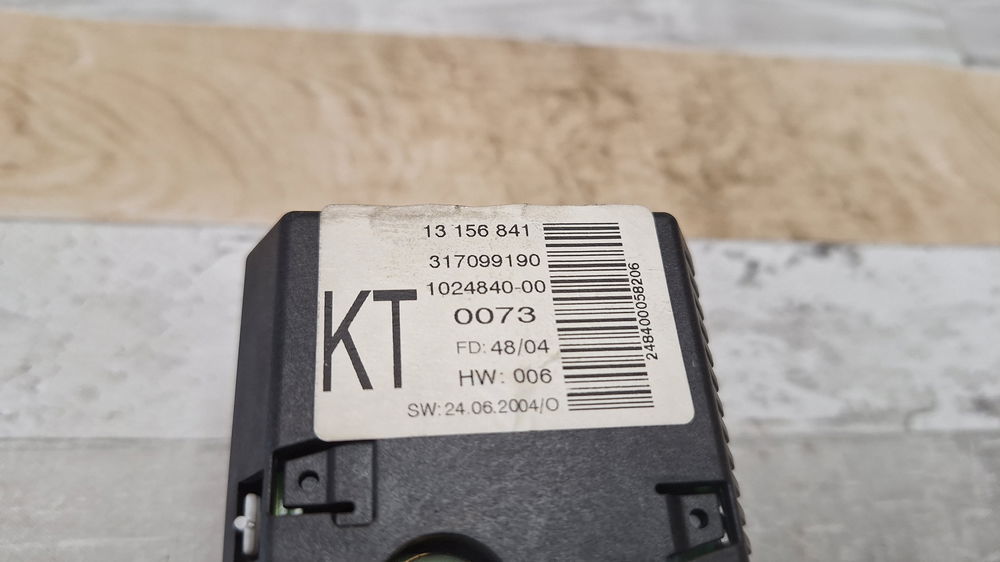 13 156 841
317099190
1024840-00
KT
0073
FD: 48/04
HW: 006
SW: 24.06.2004/O
248400058206